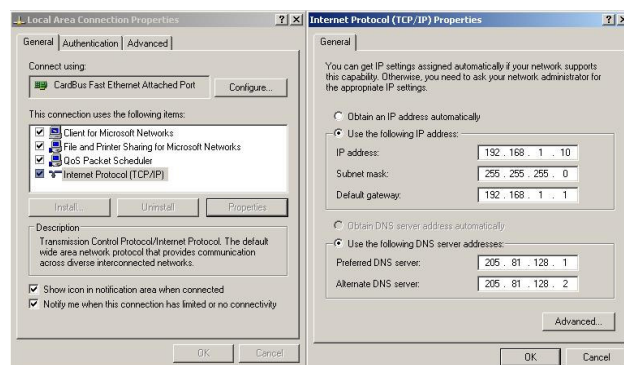 Local Area Connection Properties
General
Authentication
Advanced
Connect using:
CardBus Fast Ethernet Attached Port
Configure...
This connection uses the following items:
Client for Microsoft Networks
File and Printer Sharing for Microsoft Networks
QoS Packet Scheduler
Internet Protocol (TCP/IP)
Install...
Uninstall
Properties
Description
Transmission Control Protocol/Internet Protocol. The default
wide area network protocol that provides communication
across diverse interconnected networks.
Show icon in notification area when connected
Notify me when this connection has limited or no connectivity
OK
Cancel
Internet Protocol (TCP/IP) Properties
General
You can get IP settings assigned automatically if your network supports
this capability. Otherwise, you need to ask your network administrator for
the appropriate IP settings.
Obtain an IP address automatically
Use the following IP address:
IP address: 192 . 168 . 1 . 10
Subnet mask: 255 . 255 . 255 . 0
Default gateway: 192 . 168 . 1 . 1
Obtain DNS server address automatically
Use the following DNS server addresses:
Preferred DNS server: 205 . 81 . 128 . 1
Alternate DNS server: 205 . 81 . 128 . 2
Advanced...
OK
Cancel